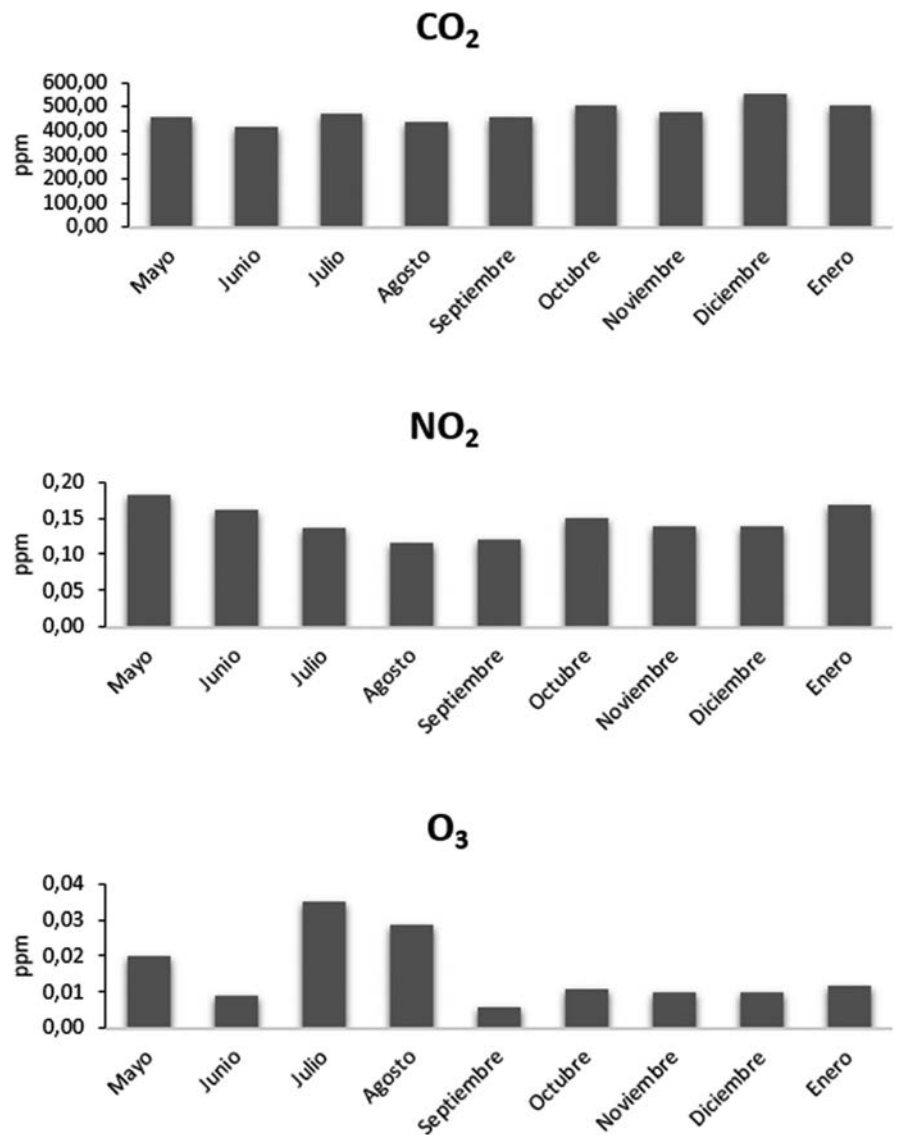 CO₂
600,00
500,00
400,00
300,00
200,00
100,00
0,00
ppm
Mayo
Junio
Julio
Agosto
Septiembre
Octubre
Noviembre
Diciembre
Enero
NO₂
0,20
0,15
0,10
0,05
0,00
ppm
Mayo
Junio
Julio
Agosto
Septiembre
Octubre
Noviembre
Diciembre
Enero
O₃
0,04
0,03
0,02
0,01
0,00
ppm
Mayo
Junio
Julio
Agosto
Septiembre
Octubre
Noviembre
Diciembre
Enero